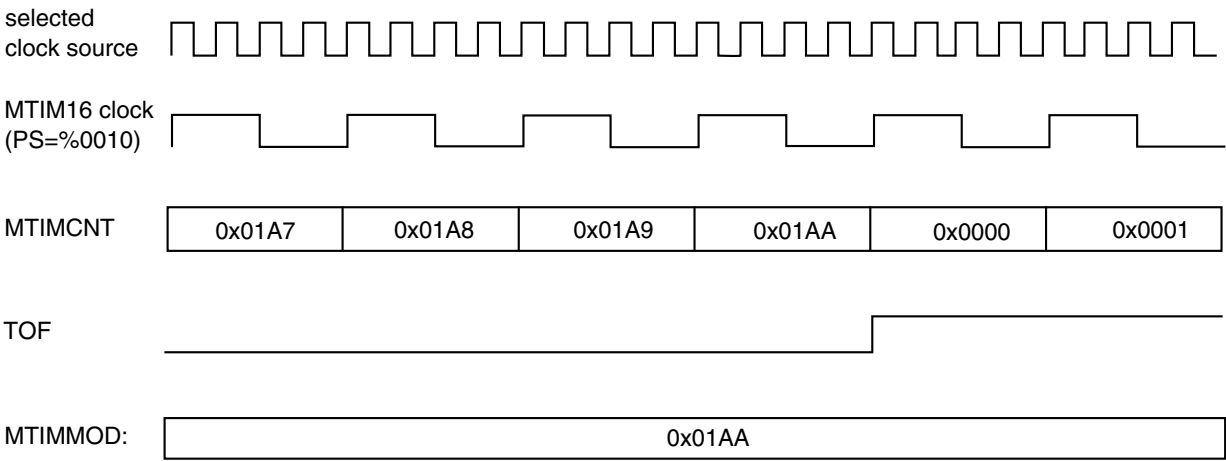 selected
clock source
MTIM16 clock
(PS=%0010)
MTIMCNT 0x01A7 0x01A8 0x01A9 0x01AA 0x0000 0x0001
TOF
MTIMMOD: 0x01AA